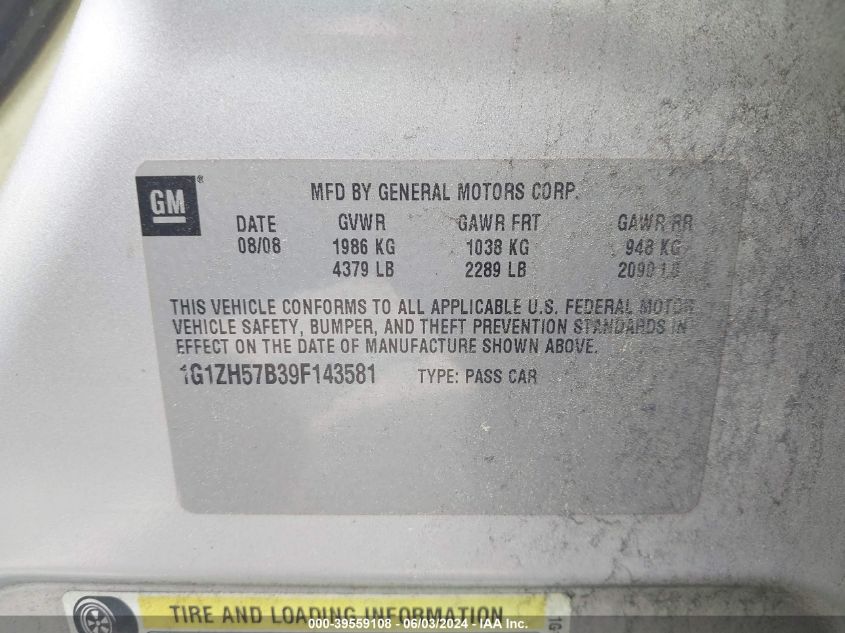 GM ®
MFD BY GENERAL MOTORS CORP.
DATE GVWR GAWR FRT GAWR RR
08/08 1986 KG 1038 KG 948 KG
4379 LB 2289 LB 2090 LB
THIS VEHICLE CONFORMS TO ALL APPLICABLE U.S. FEDERAL MOTOR
VEHICLE SAFETY, BUMPER, AND THEFT PREVENTION STANDARDS IN
EFFECT ON THE DATE OF MANUFACTURE SHOWN ABOVE.
1G1ZH57B39F143581 TYPE: PASS CAR
TIRE AND LOADING INFORMATION
1G
000-39559108 - 06/03/2024 - IAA Inc.